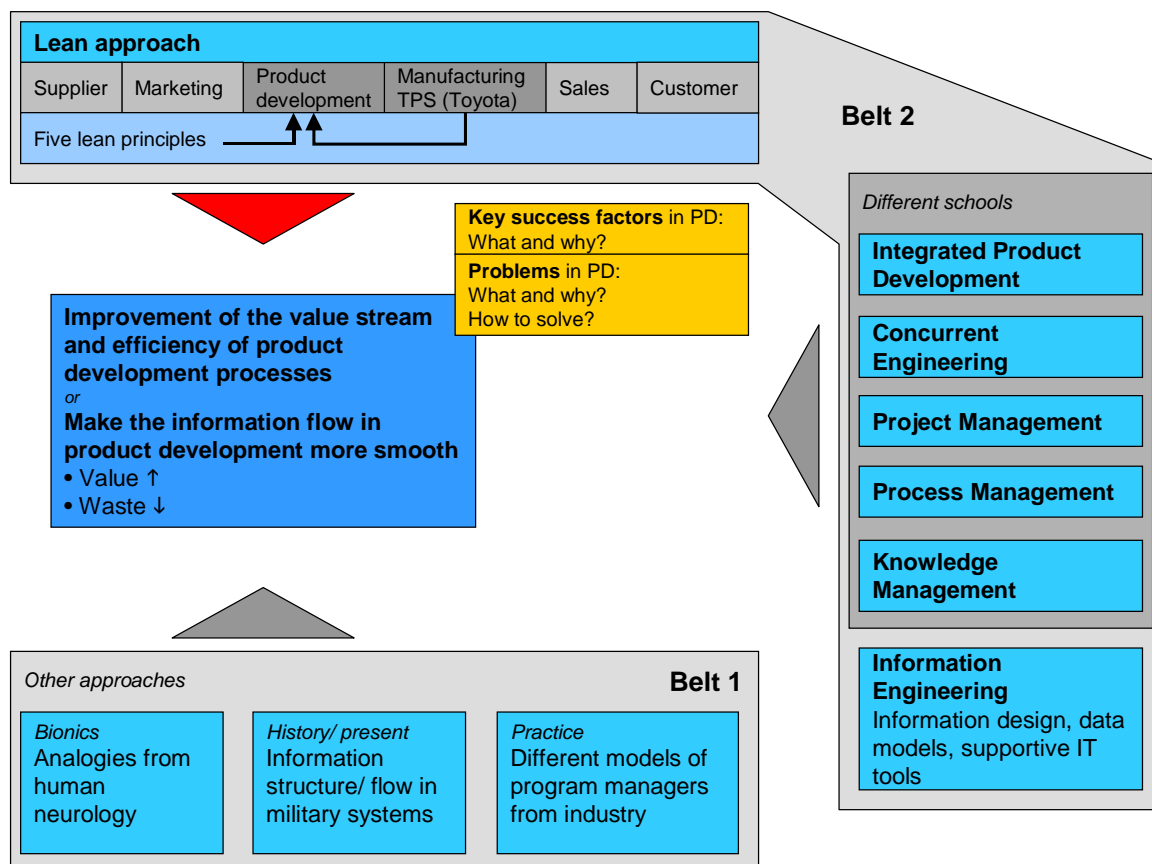 Lean approach
Supplier
Marketing
Product
development
Manufacturing
TPS (Toyota)
Sales
Customer
Five lean principles
Belt 2
Key success factors in PD:
What and why?
Problems in PD:
What and why?
How to solve?
Improvement of the value stream
and efficiency of product
development processes
or
Make the information flow in
product development more smooth
• Value ↑
• Waste ↓
Different schools
Integrated Product
Development
Concurrent
Engineering
Project Management
Process Management
Knowledge
Management
Information
Engineering
Information design, data
models, supportive IT
tools
Other approaches
Belt 1
Bionics
Analogies from
human
neurology
History/ present
Information
structure/ flow in
military systems
Practice
Different models of
program managers
from industry